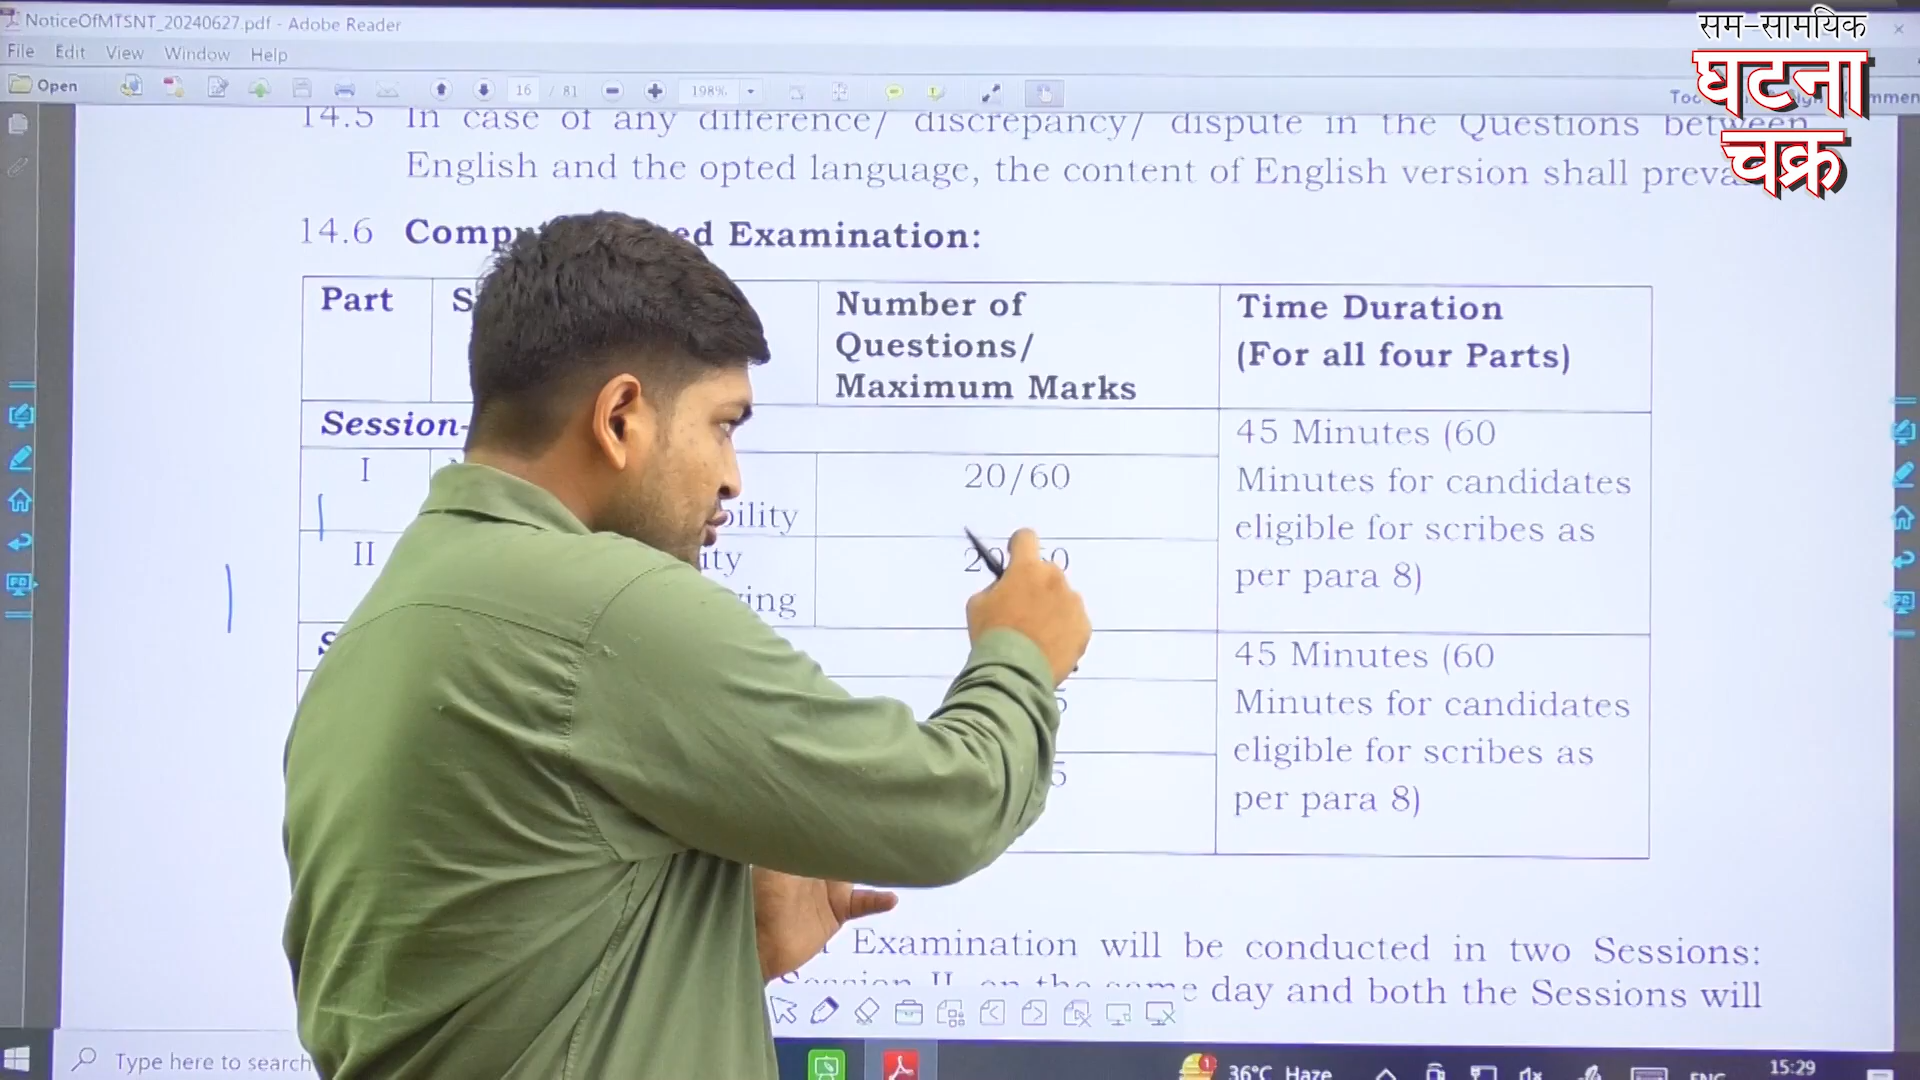 NoticeOfMTSNT_20240627.pdf - Adobe Reader
सम-सामयिक
घटना
चक्र
File Edit View Window Help
Open 16 / 81 198%
14.5 In case of any difference/ discrepancy/ dispute in the Questions between
English and the opted language, the content of English version shall
14.6 Examination:
Part
Number of
Questions/
Maximum Marks
Time Duration
(For all four Parts)
Session-
45 Minutes (60
Minutes for candidates
eligible for scribes as
per para 8)
I
20/60
II
45 Minutes (60
Minutes for candidates
eligible for scribes as
per para 8)
Examination will be conducted in two Sessions:
day and both the Sessions will
Type here to search
36°C Haze
ENG
15:29